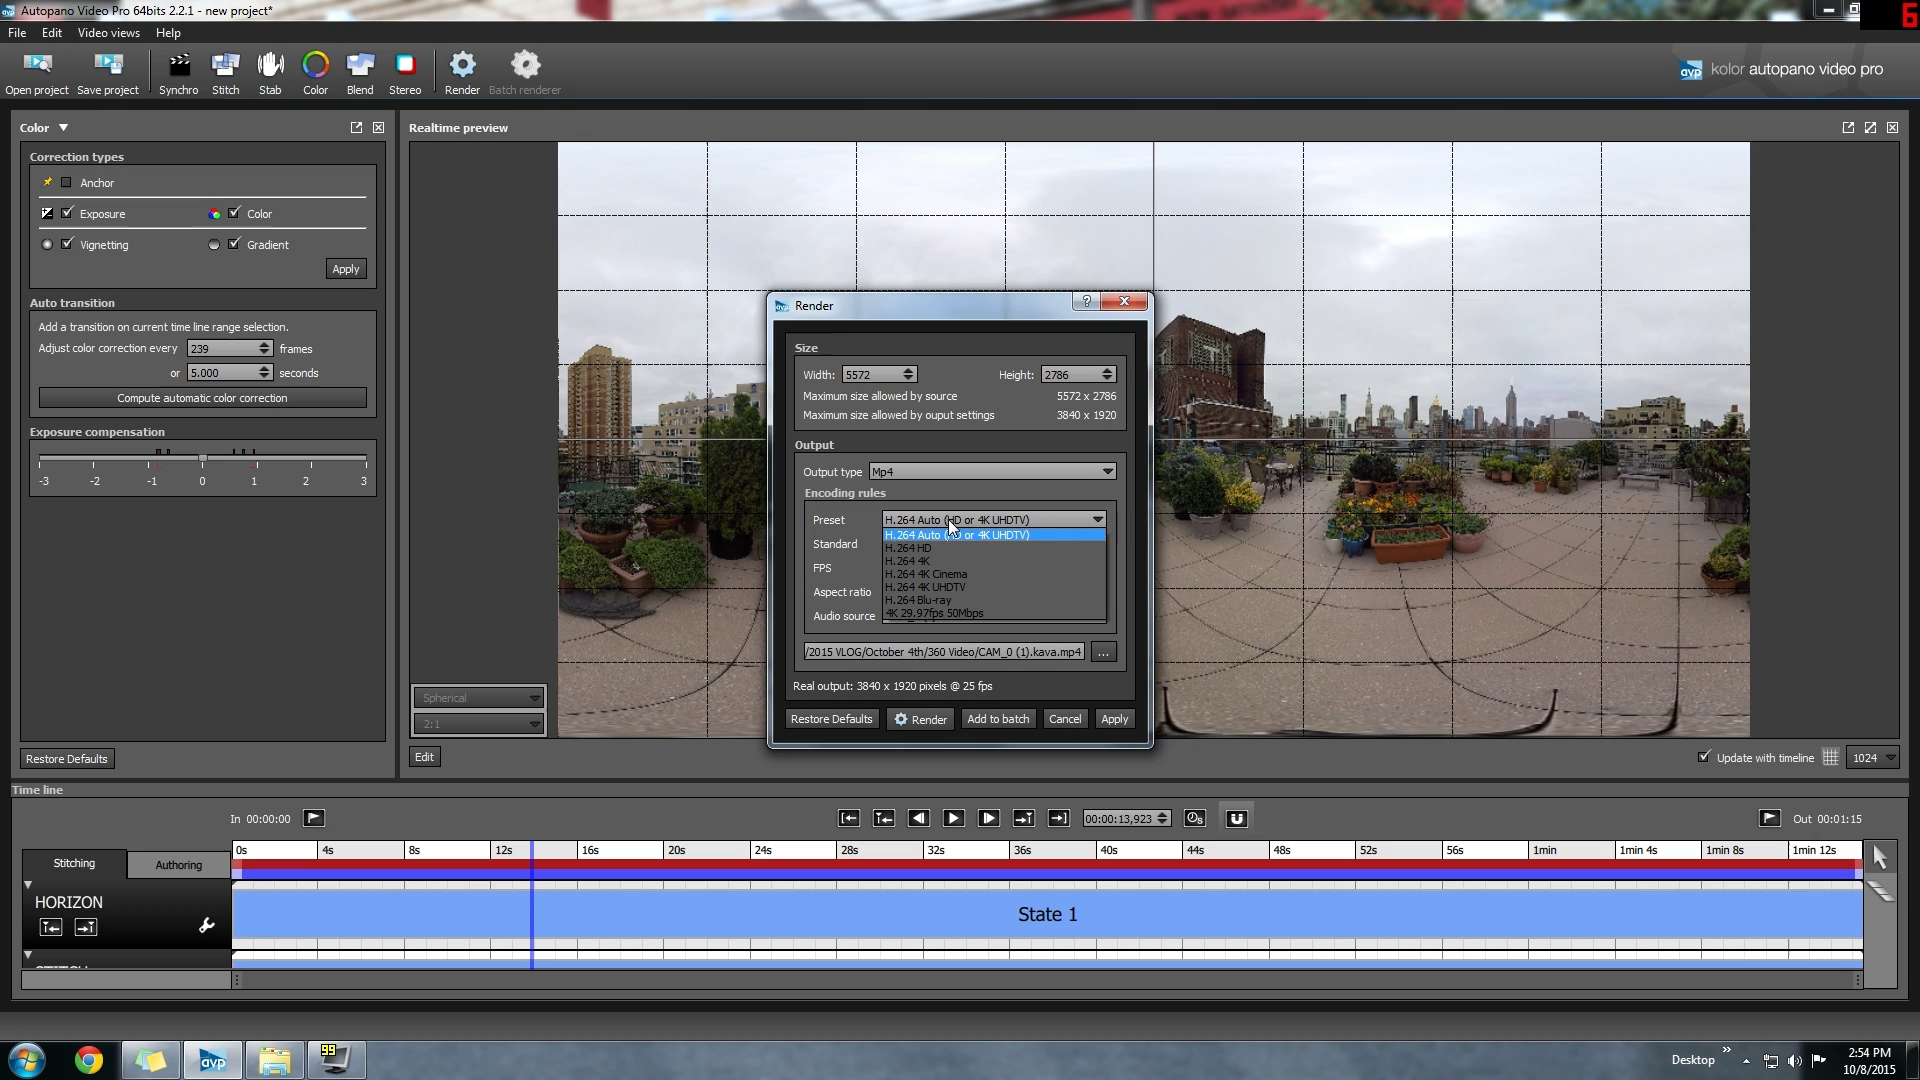 Autopano Video Pro 64bits 2.2.1 - new project*
6
File Edit Video views Help
Open project Save project Synchro Stitch Stab Color Blend Stereo Render Batch renderer
avp kolor autopano video pro
Color
Realtime preview
Correction types
Anchor
Exposure Color
Vignetting Gradient
Apply
Auto transition
Add a transition on current time line range selection.
Adjust color correction every 239 frames
or 5.000 seconds
Compute automatic color correction
Exposure compensation
-3 -2 -1 0 1 2 3
Restore Defaults
Render
Size
Width: 5572 Height: 2786
Maximum size allowed by source 5572 x 2786
Maximum size allowed by ouput settings 3840 x 1920
Output
Output type Mp4
Encoding rules
Preset H.264 Auto (HD or 4K UHDTV)
H.264 Auto (HD or 4K UHDTV)
Standard H.264 HD
H.264 4K
FPS H.264 4K Cinema
H.264 4K UHDTV
Aspect ratio H.264 Blu-ray
Audio source 4K 29.97fps 50Mbps
/2015 VLOG/October 4th/360 Video/CAM_0 (1).kava.mp4 ...
Real output: 3840 x 1920 pixels @ 25 fps
Restore Defaults Render Add to batch Cancel Apply
Spherical
2:1
Edit
Update with timeline 1024
Time line
In 00:00:00 00:00:13,923 Out 00:01:15
Stitching Authoring
0s 4s 8s 12s 16s 20s 24s 28s 32s 36s 40s 44s 48s 52s 56s 1min 1min 4s 1min 8s 1min 12s
HORIZON
State 1
avp 99
Desktop
2:54 PM
10/8/2015